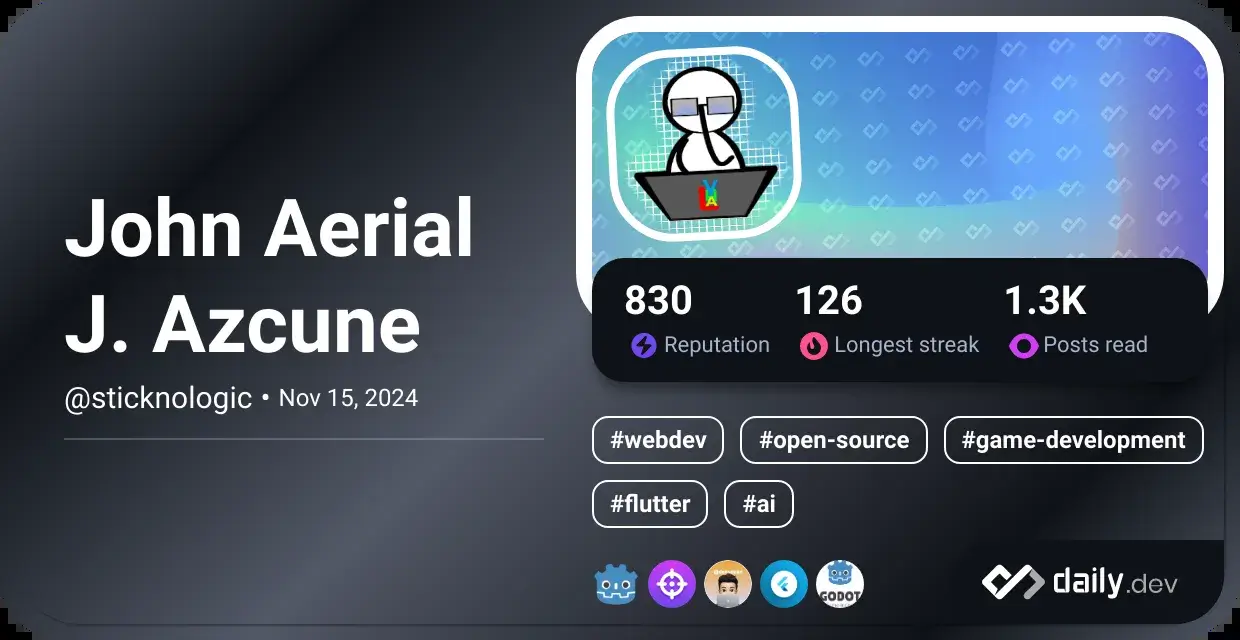 John Aerial
J. Azcune
@sticknologic • Nov 15, 2024
VLA
830 126 1.3K
Reputation Longest streak Posts read
#webdev #open-source #game-development
#flutter #ai
GODOT
daily.dev